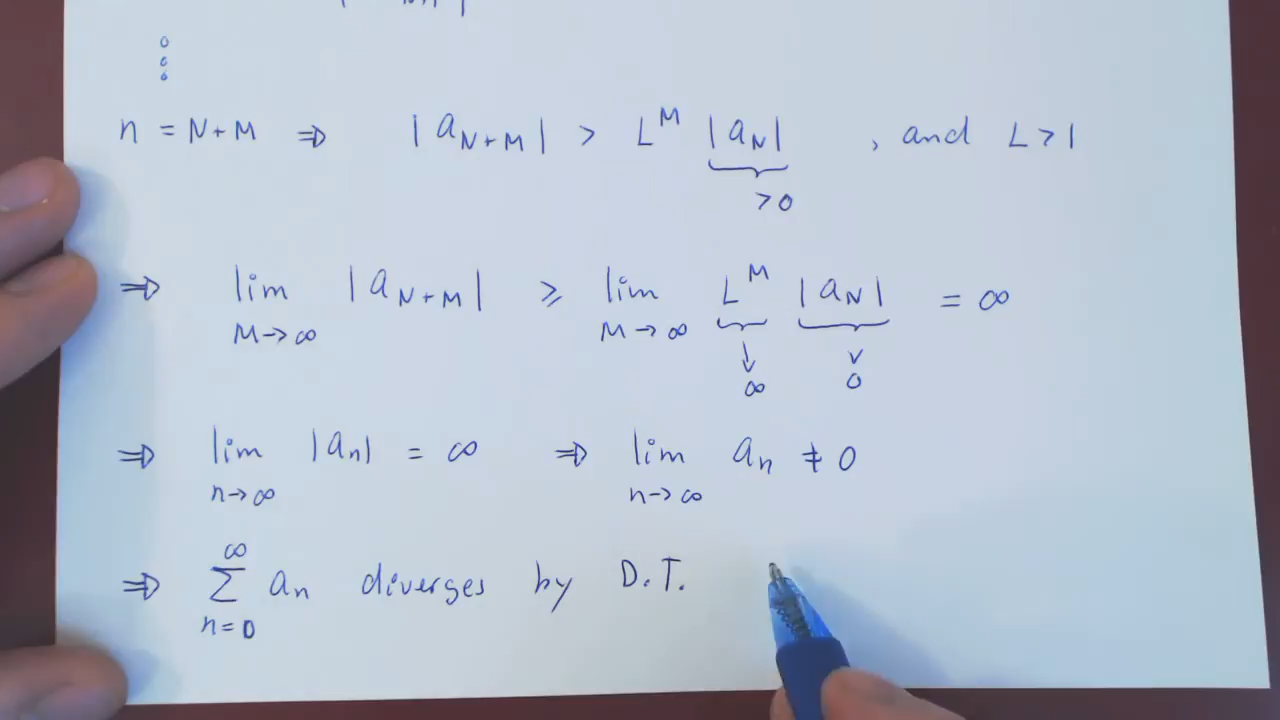 n = N+M ⇒ |a_{N+M}| > L^M |a_N| , and L > 1
> 0
⇒ lim_{M→∞} |a_{N+M}| ≥ lim_{M→∞} L^M |a_N| = ∞
↓ ∞ ∨ 0
⇒ lim_{n→∞} |a_n| = ∞ ⇒ lim_{n→∞} a_n ≠ 0
⇒ ∑_{n=0}^{∞} a_n diverges by D.T.